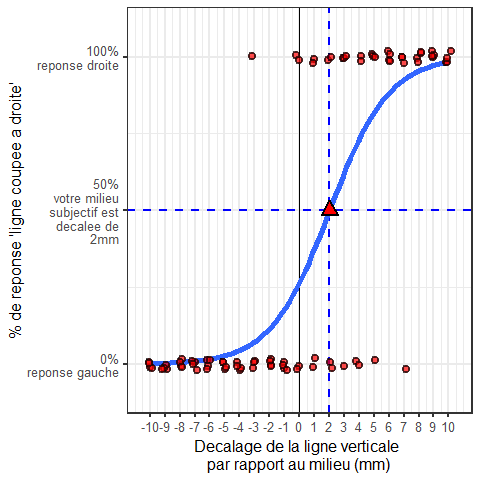 % de reponse 'ligne coupee a droite'
100%
reponse droite
50%
votre milieu
subjectif est
decalee de
2mm
0%
reponse gauche
-10 -9 -8 -7 -6 -5 -4 -3 -2 -1 0 1 2 3 4 5 6 7 8 9 10
Decalage de la ligne verticale
par rapport au milieu (mm)